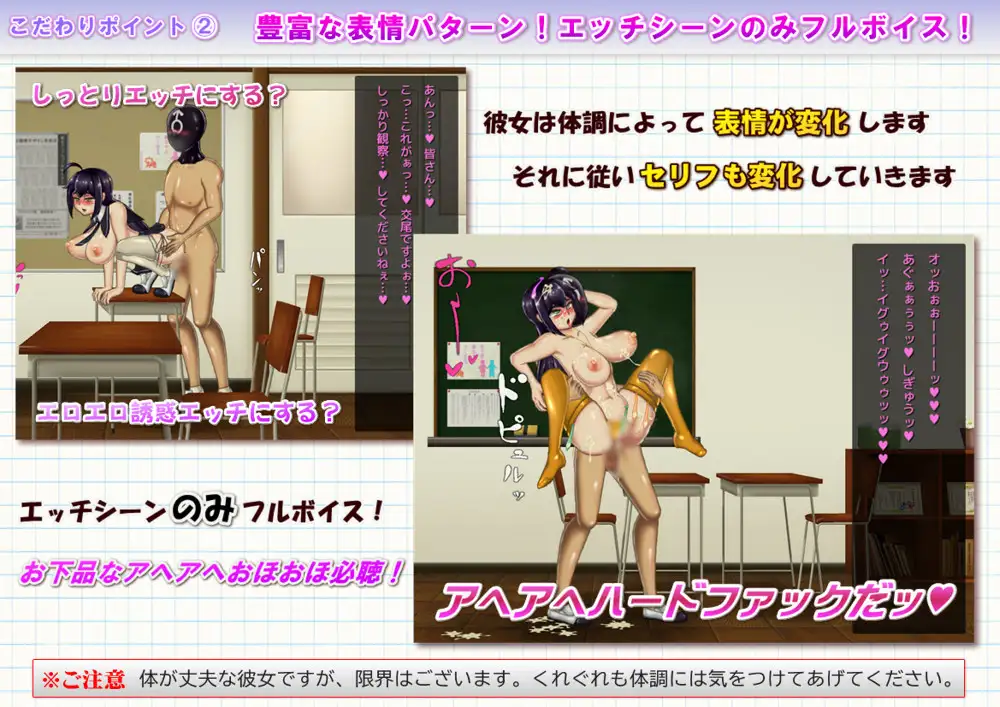 こだわりポイント②
豊富な表情パターン！エッチシーンのみフルボイス！
しっとりエッチにする？
あんっ…♥皆さん…♥
こっ…これがぁっ…♥交尾ですよぉ…♥
しっかり観察…♥してくださいねぇ…♥
パンッ
エロエロ誘惑エッチにする？
彼女は体調によって表情が変化します
それに従いセリフも変化していきます
お～
ドピュルッ
オッおぉぉーーーーーッ♥♥♥
あぐぁぁぅぅッ♥しぎゅうッ♥
イッ…イグゥイグウゥゥッッ♥♥♥
アヘアヘハードファックだッ♥
エッチシーンのみフルボイス！
お下品なアヘアヘおほおほ必聴！
※ご注意 体が丈夫な彼女ですが、限界はございます。くれぐれも体調には気をつけてあげてください。